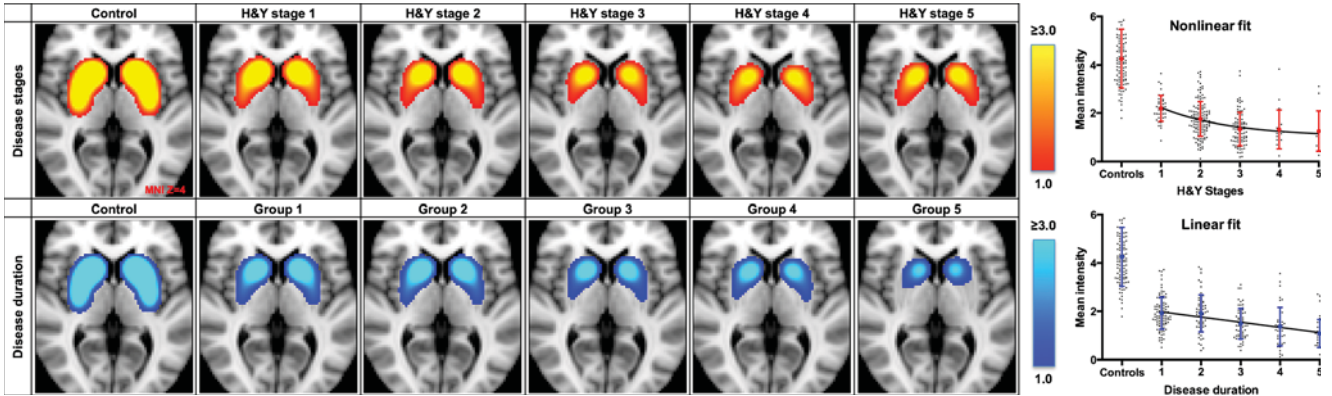 Control H&Y stage 1 H&Y stage 2 H&Y stage 3 H&Y stage 4 H&Y stage 5
Disease stages
MNI Z=4
≥3.0
1.0
Nonlinear fit
Mean intensity
6
4
2
0
Controls 1 2 3 4 5
H&Y Stages
Control Group 1 Group 2 Group 3 Group 4 Group 5
Disease duration
≥3.0
1.0
Linear fit
Mean intensity
6
4
2
0
Controls 1 2 3 4 5
Disease duration